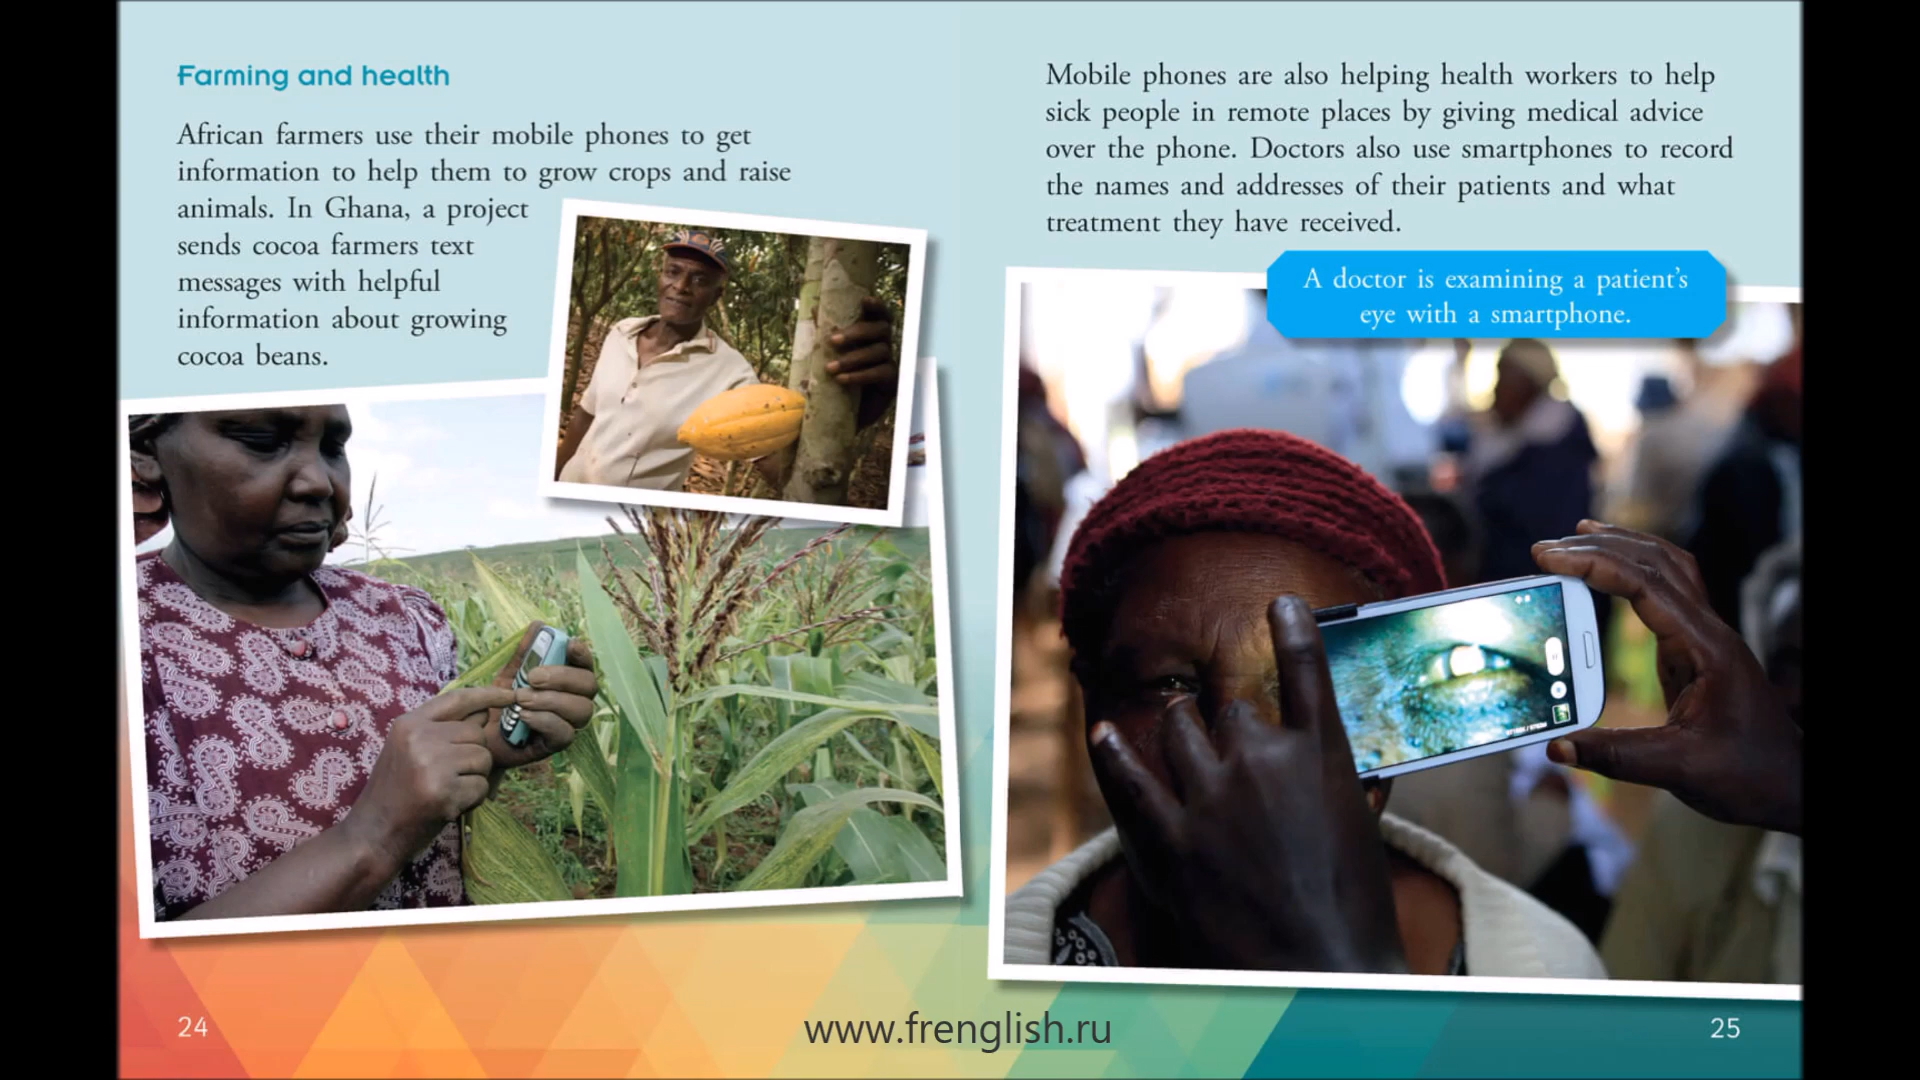 Farming and health
African farmers use their mobile phones to get
information to help them to grow crops and raise
animals. In Ghana, a project
sends cocoa farmers text
messages with helpful
information about growing
cocoa beans.
24
Mobile phones are also helping health workers to help
sick people in remote places by giving medical advice
over the phone. Doctors also use smartphones to record
the names and addresses of their patients and what
treatment they have received.
A doctor is examining a patient's
eye with a smartphone.
www.frenglish.ru
25